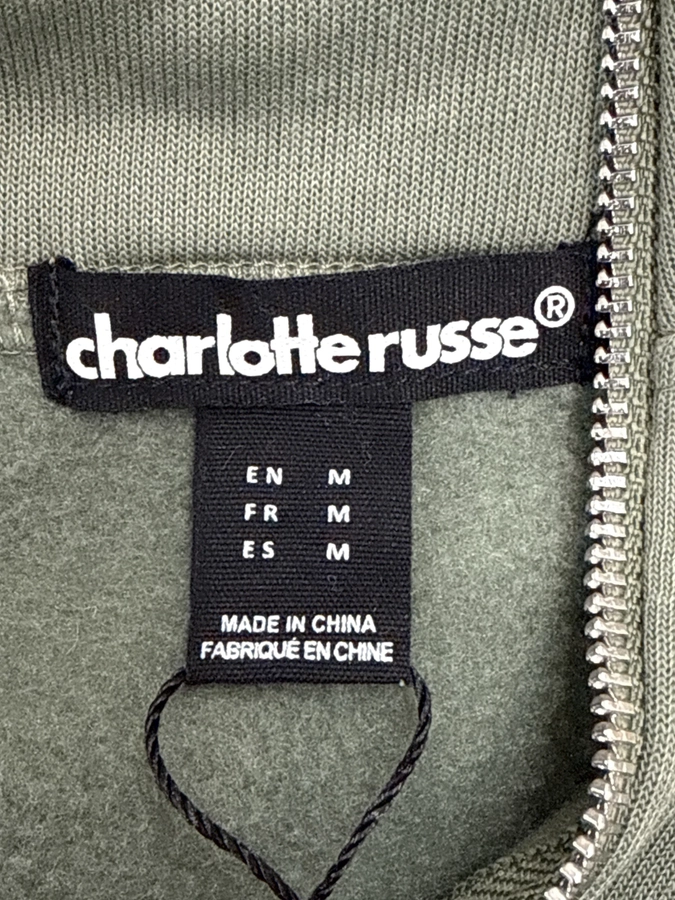 charlotte russe®
EN M
FR M
ES M
MADE IN CHINA
FABRIQUÉ EN CHINE